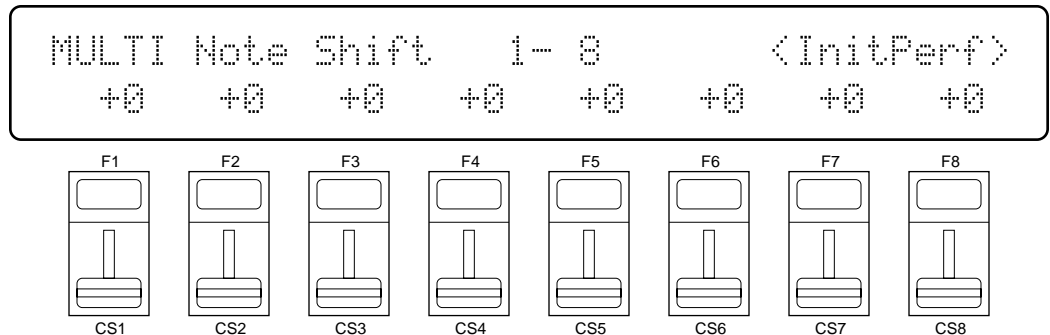 MULTI Note Shift 1- 8 <InitPerf>
+0 +0 +0 +0 +0 +0 +0 +0
F1 F2 F3 F4 F5 F6 F7 F8
CS1 CS2 CS3 CS4 CS5 CS6 CS7 CS8